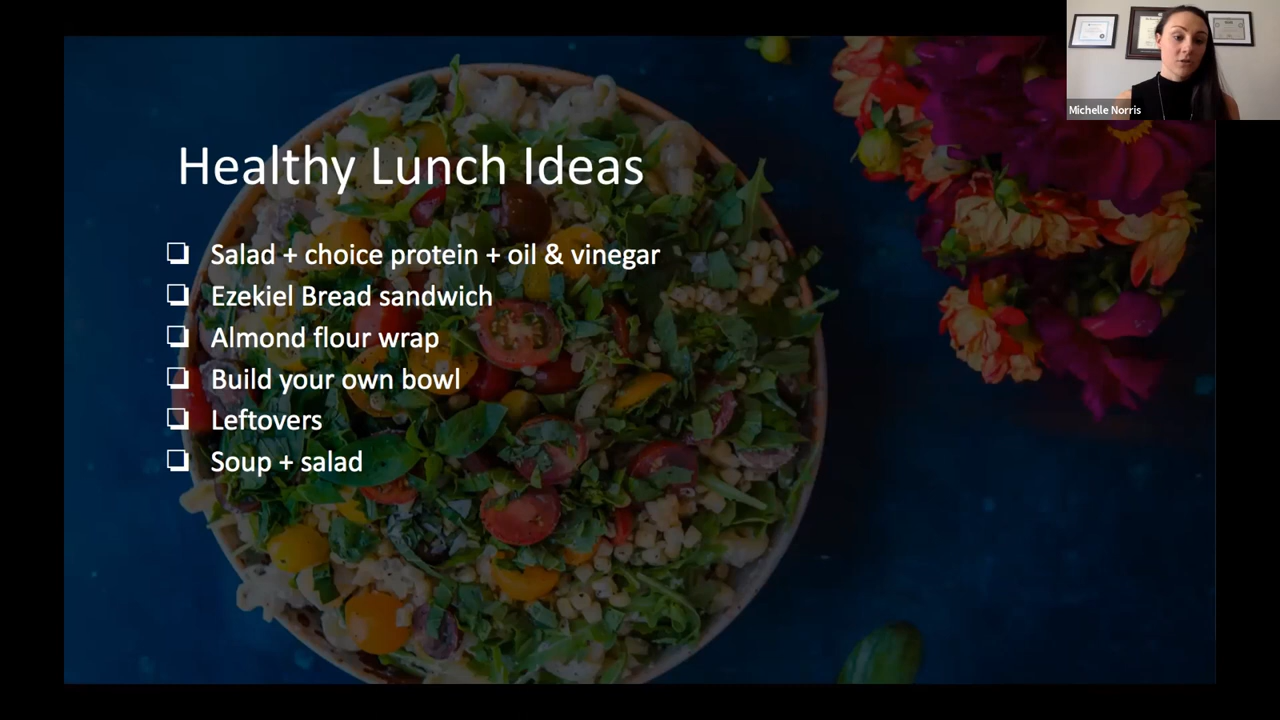 Michelle Norris
Healthy Lunch Ideas
Salad + choice protein + oil & vinegar
Ezekiel Bread sandwich
Almond flour wrap
Build your own bowl
Leftovers
Soup + salad